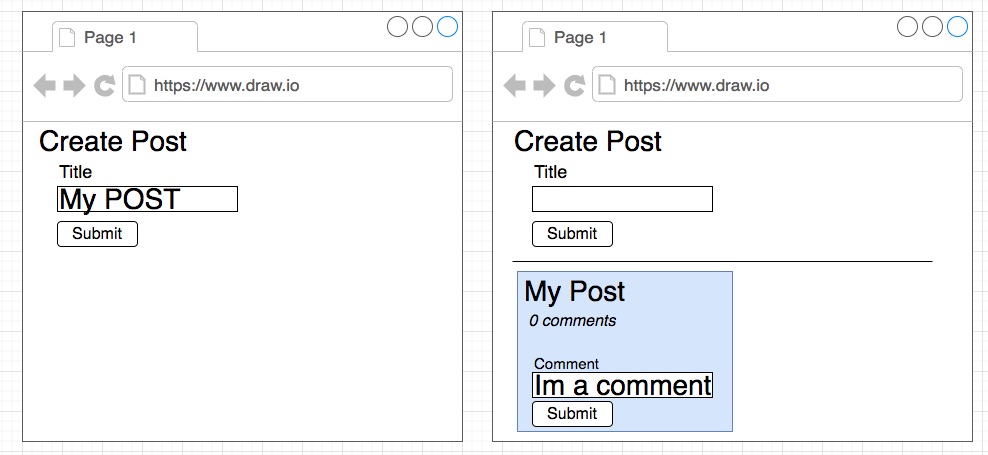 Page 1
https://www.draw.io
Create Post
Title
My POST
Submit
Page 1
https://www.draw.io
Create Post
Title
Submit
My Post
0 comments
Comment
Im a comment
Submit